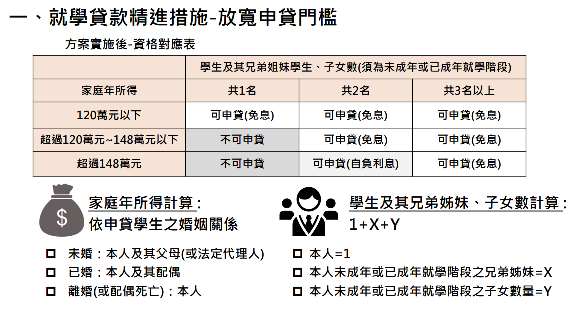 一、就學貸款精進措施-放寬申貸門檻
方案實施後-資格對應表
學生及其兄弟姐妹學生、子女數(須為未成年或已成年就學階段)
家庭年所得 共1名 共2名 共3名以上
120萬元以下 可申貸(免息) 可申貸(免息) 可申貸(免息)
超過120萬元~148萬元以下 不可申貸 可申貸(免息) 可申貸(免息)
超過148萬元 不可申貸 可申貸(自負利息) 可申貸(免息)
$
家庭年所得計算：
依申貸學生之婚姻關係
未婚：本人及其父母(或法定代理人)
已婚：本人及其配偶
離婚(或配偶死亡)：本人
學生及其兄弟姊妹、子女數計算：
1+X+Y
本人=1
本人未成年或已成年就學階段之兄弟姊妹=X
本人未成年或已成年就學階段之子女數量=Y